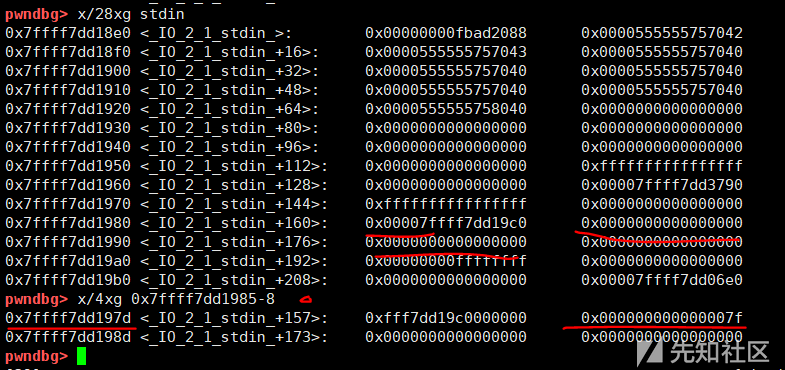 pwndbg> x/28xg stdin
0x7ffff7dd18e0 <_IO_2_1_stdin_>: 0x00000000fbad2088 0x0000555555757042
0x7ffff7dd18f0 <_IO_2_1_stdin_+16>: 0x0000555555757043 0x0000555555757040
0x7ffff7dd1900 <_IO_2_1_stdin_+32>: 0x0000555555757040 0x0000555555757040
0x7ffff7dd1910 <_IO_2_1_stdin_+48>: 0x0000555555757040 0x0000555555757040
0x7ffff7dd1920 <_IO_2_1_stdin_+64>: 0x0000555555758040 0x0000000000000000
0x7ffff7dd1930 <_IO_2_1_stdin_+80>: 0x0000000000000000 0x0000000000000000
0x7ffff7dd1940 <_IO_2_1_stdin_+96>: 0x0000000000000000 0x0000000000000000
0x7ffff7dd1950 <_IO_2_1_stdin_+112>: 0x0000000000000000 0xffffffffffffffff
0x7ffff7dd1960 <_IO_2_1_stdin_+128>: 0x0000000000000000 0x00007ffff7dd3790
0x7ffff7dd1970 <_IO_2_1_stdin_+144>: 0xffffffffffffffff 0x0000000000000000
0x7ffff7dd1980 <_IO_2_1_stdin_+160>: 0x00007ffff7dd19c0 0x0000000000000000
0x7ffff7dd1990 <_IO_2_1_stdin_+176>: 0x0000000000000000 0x0000000000000000
0x7ffff7dd19a0 <_IO_2_1_stdin_+192>: 0x00000000ffffffff 0x0000000000000000
0x7ffff7dd19b0 <_IO_2_1_stdin_+208>: 0x0000000000000000 0x00007ffff7dd06e0
pwndbg> x/4xg 0x7ffff7dd1985-8
0x7ffff7dd197d <_IO_2_1_stdin_+157>: 0xfff7dd19c0000000 0x000000000000007f
0x7ffff7dd198d <_IO_2_1_stdin_+173>: 0x0000000000000000 0x0000000000000000
pwndbg>
先知社区